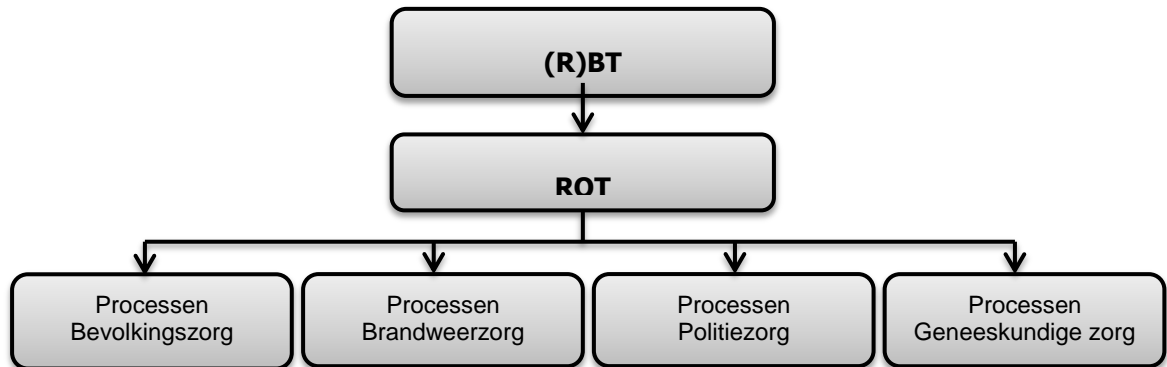 (R)BT
ROT
Processen
Bevolkingszorg
Processen
Brandweerzorg
Processen
Politiezorg
Processen
Geneeskundige zorg